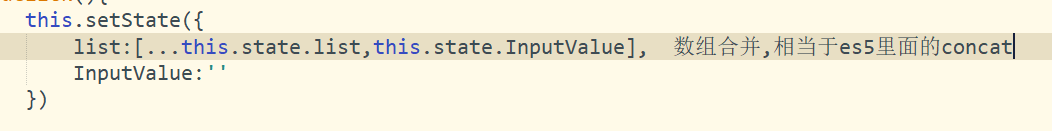 this.setState({
list:[...this.state.list,this.state.InputValue], 数组合并,相当于es5里面的concat
InputValue:''
})